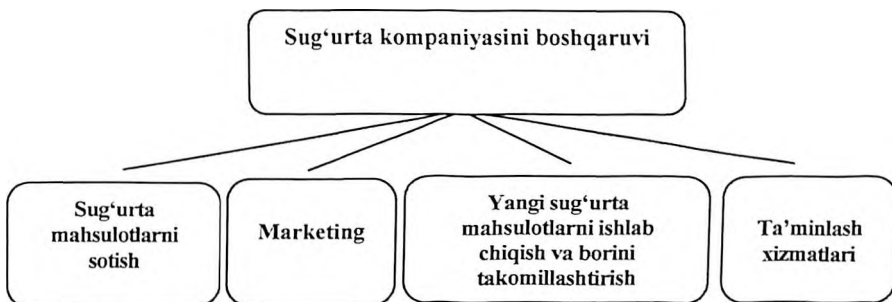 Sug‘urta kompaniyasini boshqaruvi
Sug‘urta
mahsulotlarni
sotish
Marketing
Yangi sug‘urta
mahsulotlarni ishlab
chiqish va borini
takomillashtirish
Ta’minlash
xizmatlari